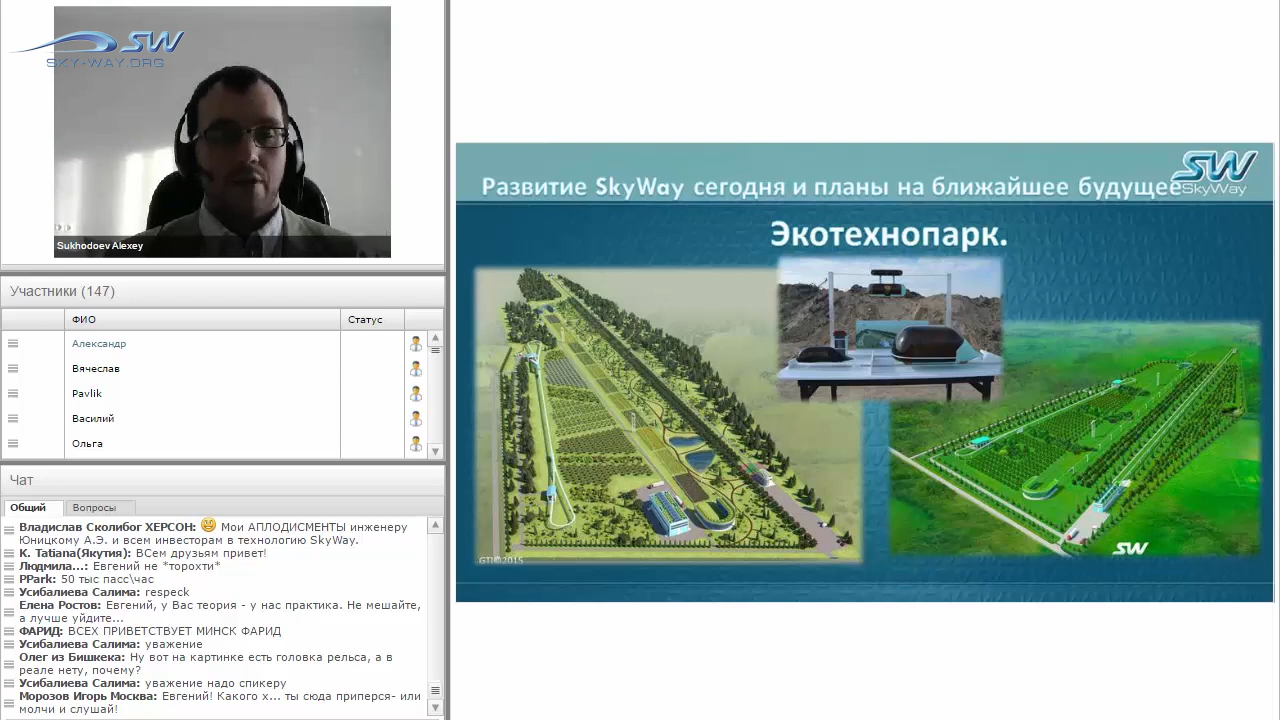 SW
SKY-WAY.ORG
Sukhodoev Alexey
Участники (147)
ФИО
Статус
Александр
Вячеслав
Pavlik
Василий
Ольга
Чат
Общий
Вопросы
Владислав Сколибог ХЕРСОН: Мои АПЛОДИСМЕНТЫ инженеру
Юницкому А.Э. и всем инвесторам в технологию SkyWay.
K. Tatiana(Якутия): ВСем друзьям привет!
Людмила...: Евгений не *торохти*
PPark: 50 тыс пасс\час
Усибалиева Салима: respeck
Елена Ростов: Евгений, у Вас теория - у нас практика. Не мешайте,
а лучше уйдите...
ФАРИД: ВСЕХ ПРИВЕТСТВУЕТ МИНСК ФАРИД
Усибалиева Салима: уважение
Олег из Бишкека: Ну вот на картинке есть головка рельса, а в
реале нету, почему?
Усибалиева Салима: уважение надо спикеру
Морозов Игорь Москва: Евгений! Какого х... ты сюда приперся- или
молчи и слушай!
Развитие SkyWay сегодня и планы на ближайшее будущее
SW
SkyWay
Экотехнопарк.
GTI©2015
SW